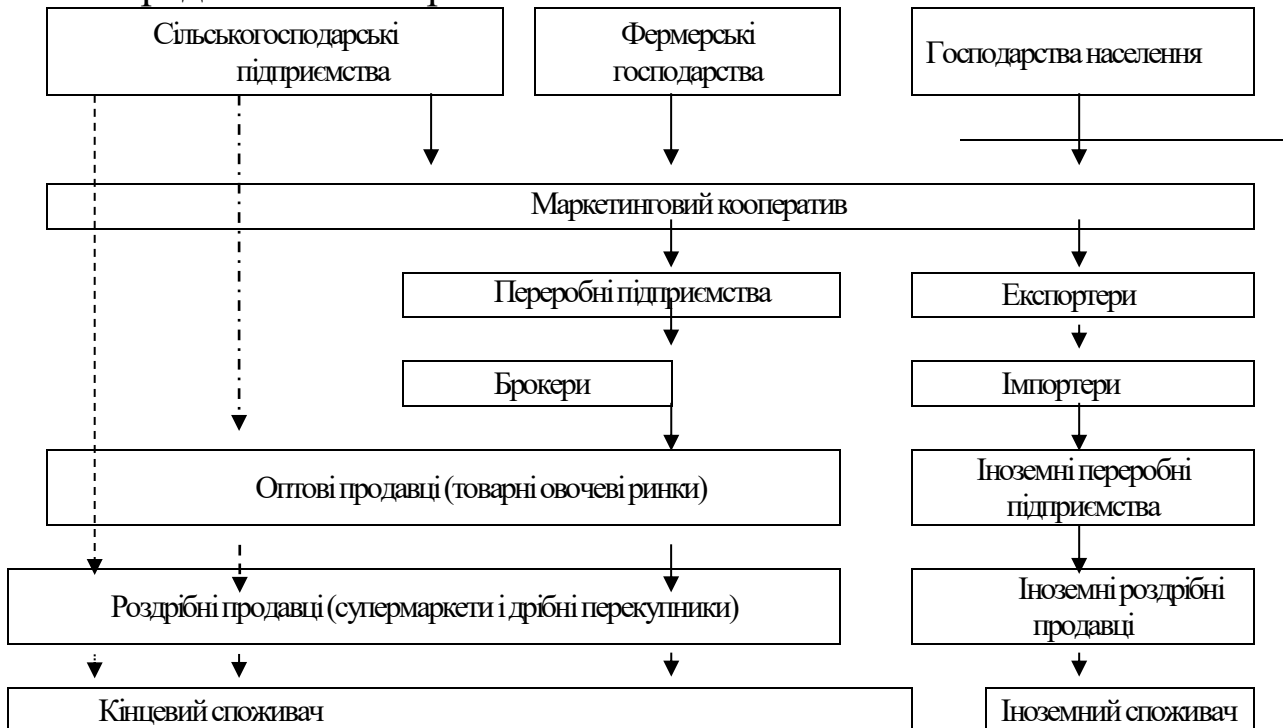 Сільськогосподарські
підприємства
Фермерські
господарства
Господарства населення
Маркетинговий кооператив
Переробні підприємства
Експортери
Брокери
Імпортери
Оптові продавці (товарні овочеві ринки)
Іноземні переробні
підприємства
Роздрібні продавці (супермаркети і дрібні перекупники)
Іноземні роздрібні
продавці
Кінцевий споживач
Іноземний споживач